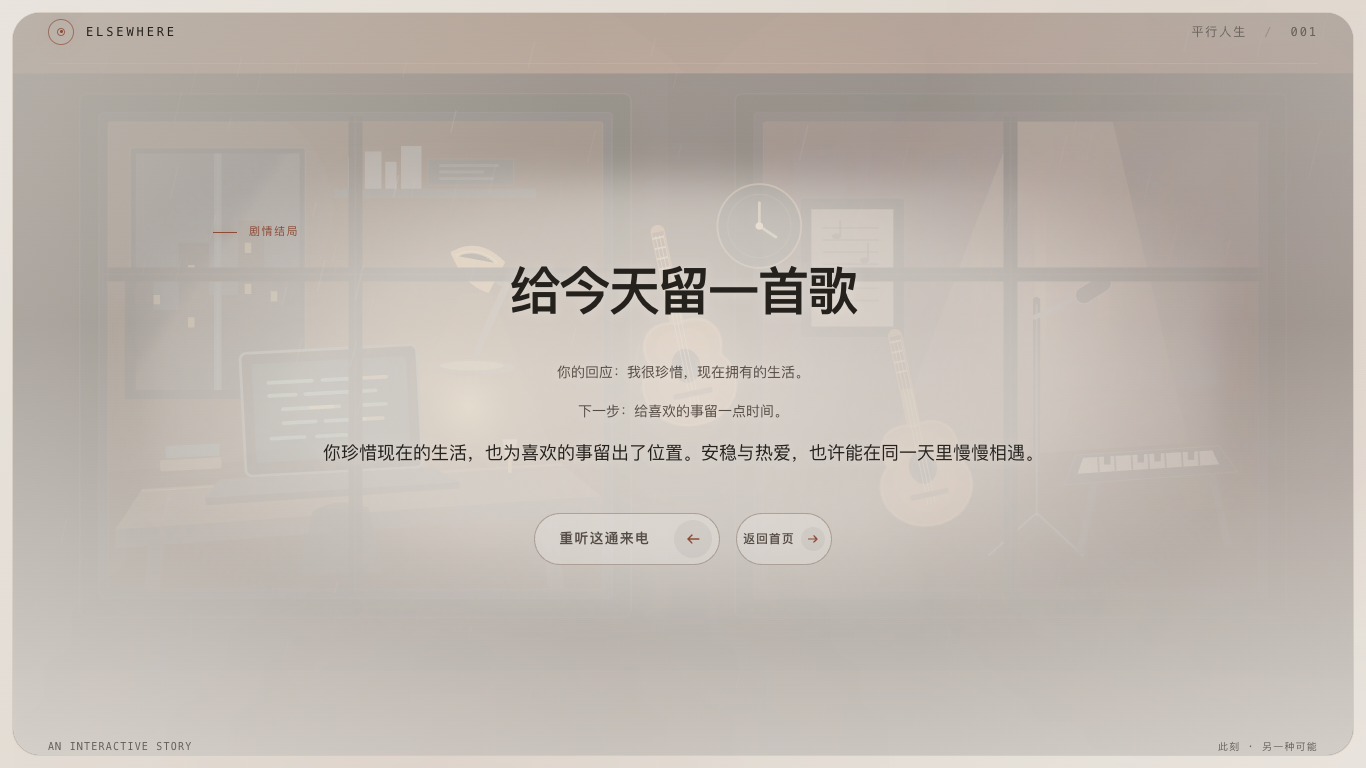 ELSEWHERE
平行人生 / 001
剧情结局
给今天留一首歌
你的回应：我很珍惜，现在拥有的生活。
下一步：给喜欢的事留一点时间。
你珍惜现在的生活，也为喜欢的事留出了位置。安稳与热爱，也许能在同一天里慢慢相遇。
重听这通来电 ←
返回首页 →
AN INTERACTIVE STORY
此刻 · 另一种可能